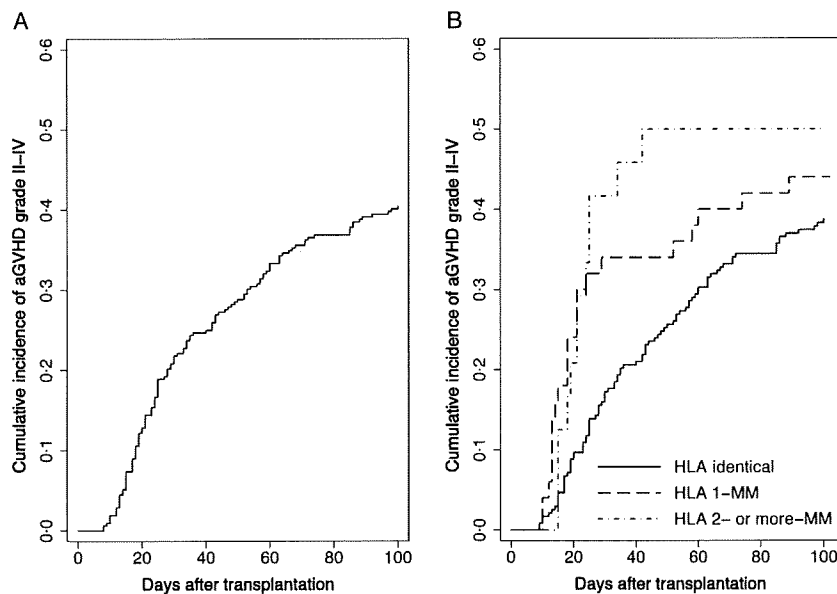 A
Cumulative incidence of aGVHD grade II–IV
0·6
0·5
0·4
0·3
0·2
0·1
0·0
0 20 40 60 80 100
Days after transplantation
B
Cumulative incidence of aGVHD grade II–IV
0·6
0·5
0·4
0·3
0·2
0·1
0·0
HLA identical
HLA 1–MM
HLA 2– or more–MM
0 20 40 60 80 100
Days after transplantation